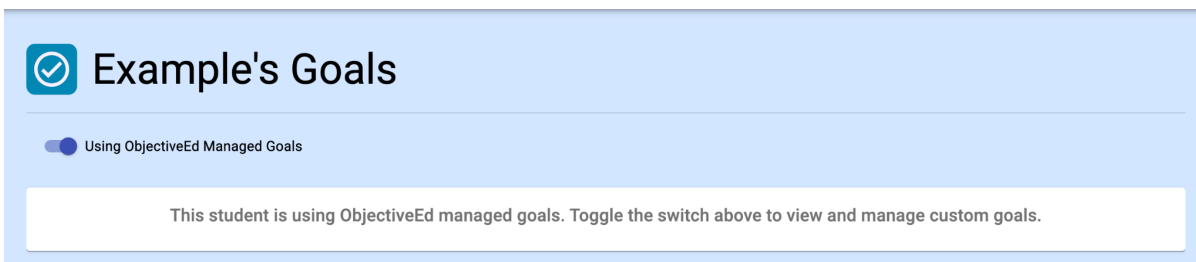 Example's Goals
Using ObjectiveEd Managed Goals
This student is using ObjectiveEd managed goals. Toggle the switch above to view and manage custom goals.